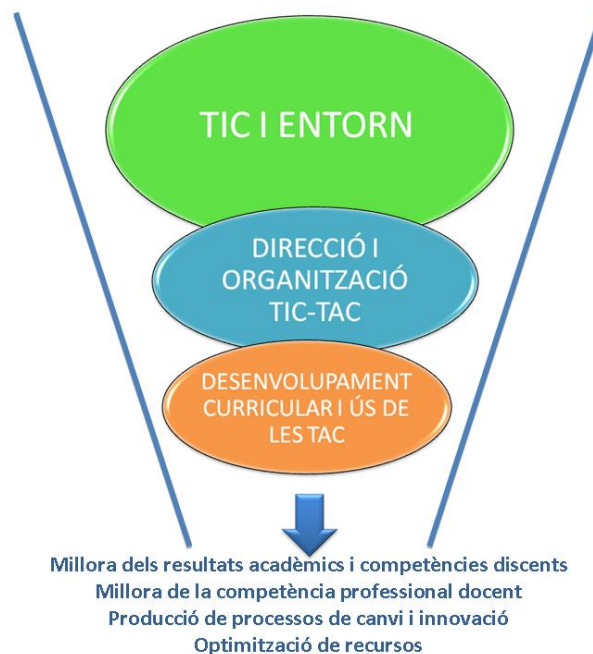 TIC I ENTORN
DIRECCIÓ I
ORGANITZACIÓ
TIC-TAC
DESENVOLUPAMENT
CURRICULAR I ÚS DE
LES TAC
Millora dels resultats acadèmics i competències discents
Millora de la competència professional docent
Producció de processos de canvi i innovació
Optimització de recursos